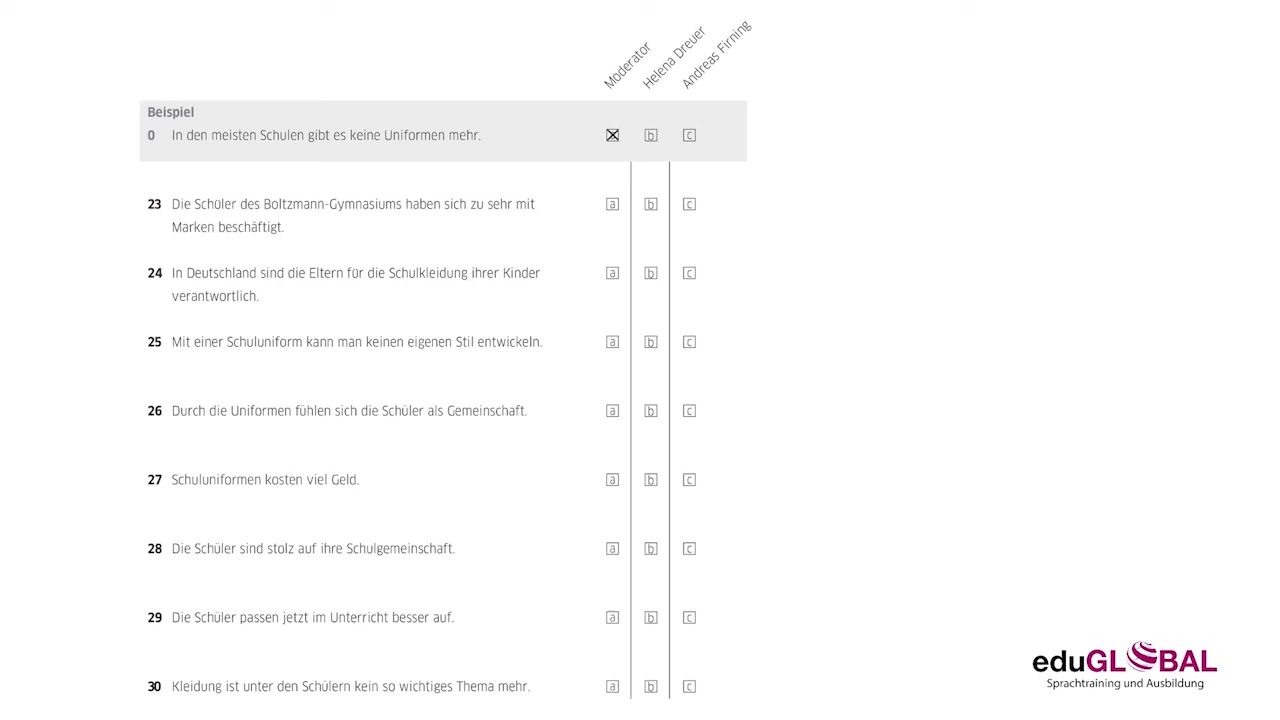 Moderator
Helena Dreuer
Andreas Firning
Beispiel
0 In den meisten Schulen gibt es keine Uniformen mehr. a b c
23 Die Schüler des Boltzmann-Gymnasiums haben sich zu sehr mit a b c
Marken beschäftigt.
24 In Deutschland sind die Eltern für die Schulkleidung ihrer Kinder a b c
verantwortlich.
25 Mit einer Schuluniform kann man keinen eigenen Stil entwickeln. a b c
26 Durch die Uniformen fühlen sich die Schüler als Gemeinschaft. a b c
27 Schuluniformen kosten viel Geld. a b c
28 Die Schüler sind stolz auf ihre Schulgemeinschaft. a b c
29 Die Schüler passen jetzt im Unterricht besser auf. a b c
30 Kleidung ist unter den Schülern kein so wichtiges Thema mehr. a b c
eduGLOBAL
Sprachtraining und Ausbildung